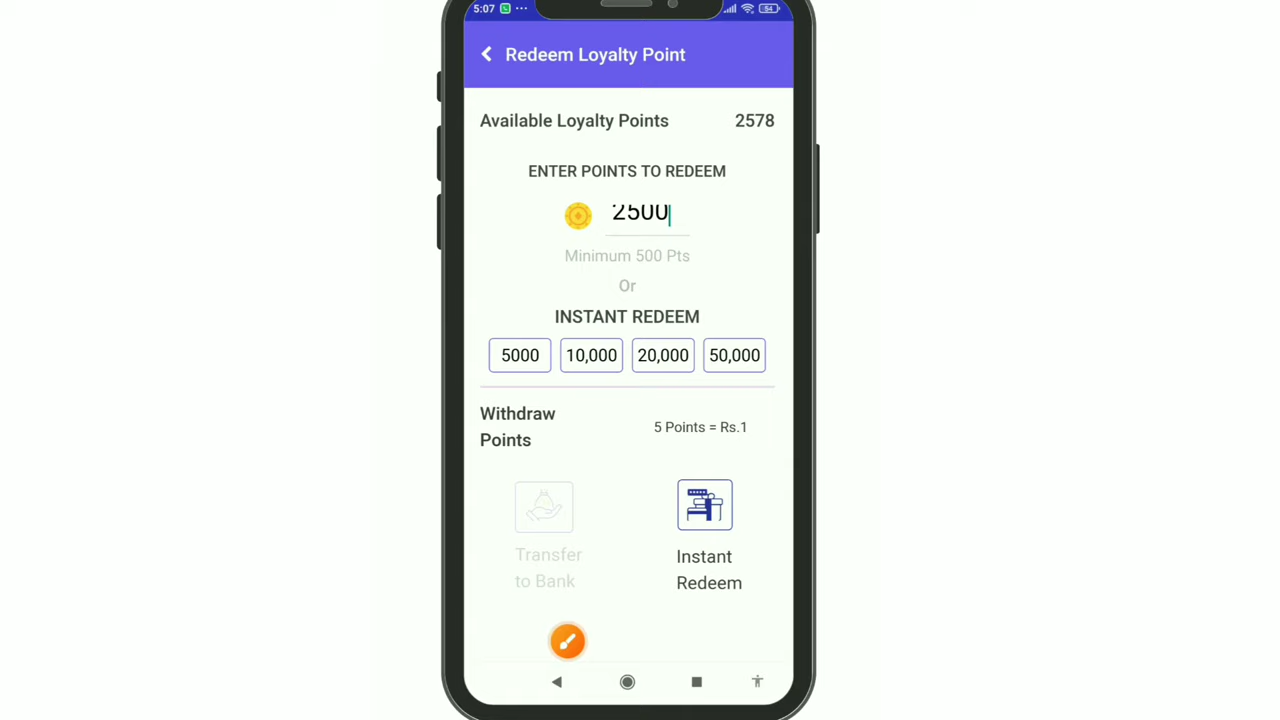 5:07 54
Redeem Loyalty Point
Available Loyalty Points 2578
ENTER POINTS TO REDEEM
2500
Minimum 500 Pts
Or
INSTANT REDEEM
5000 10,000 20,000 50,000
Withdraw
Points
5 Points = Rs.1
Transfer
to Bank
Instant
Redeem